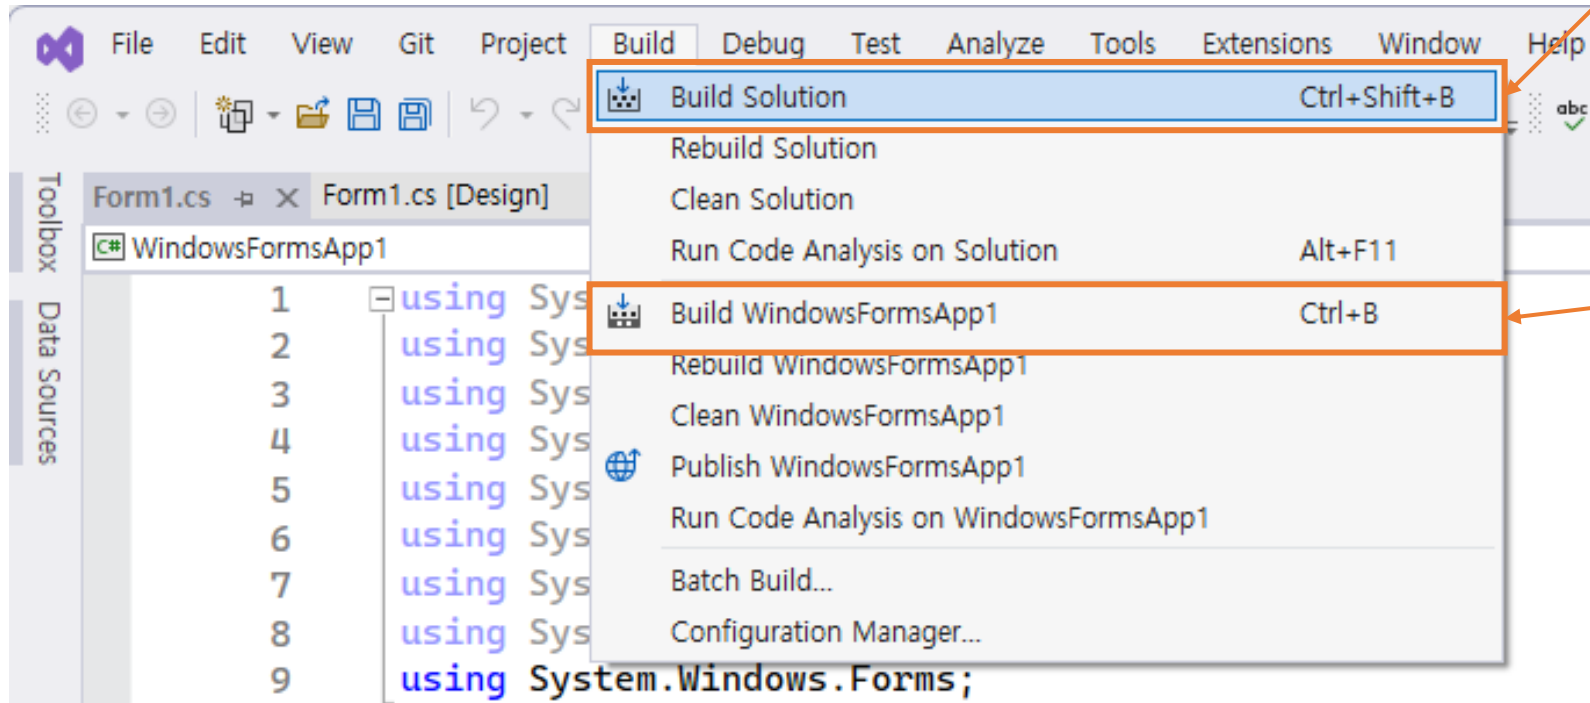 File Edit View Git Project Build Debug Test Analyze Tools Extensions Window Help
abc
Build Solution Ctrl+Shift+B
Rebuild Solution
Clean Solution
Run Code Analysis on Solution Alt+F11
Build WindowsFormsApp1 Ctrl+B
Rebuild WindowsFormsApp1
Clean WindowsFormsApp1
Publish WindowsFormsApp1
Run Code Analysis on WindowsFormsApp1
Batch Build...
Configuration Manager...
Toolbox
Data Sources
Form1.cs Form1.cs [Design]
C# WindowsFormsApp1
1 using Sys
2 using Sys
3 using Sys
4 using Sys
5 using Sys
6 using Sys
7 using Sys
8 using Sys
9 using System.Windows.Forms;